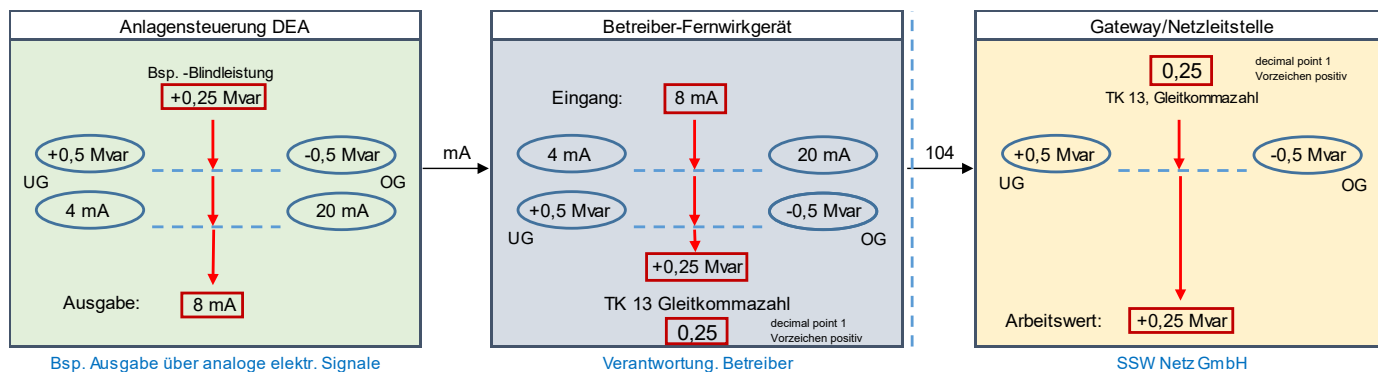 Anlagensteuerung DEA
Bsp. -Blindleistung
+0,25 Mvar
+0,5 Mvar
-0,5 Mvar
UG
OG
4 mA
20 mA
Ausgabe:
8 mA
Bsp. Ausgabe über analoge elektr. Signale
mA
Betreiber-Fernwirkgerät
Eingang:
8 mA
4 mA
20 mA
+0,5 Mvar
-0,5 Mvar
UG
OG
+0,25 Mvar
TK 13 Gleitkommazahl
0,25
decimal point 1
Vorzeichen positiv
Verantwortung. Betreiber
104
Gateway/Netzleitstelle
0,25
decimal point 1
Vorzeichen positiv
TK 13, Gleitkommazahl
+0,5 Mvar
-0,5 Mvar
UG
OG
Arbeitswert:
+0,25 Mvar
SSW Netz GmbH